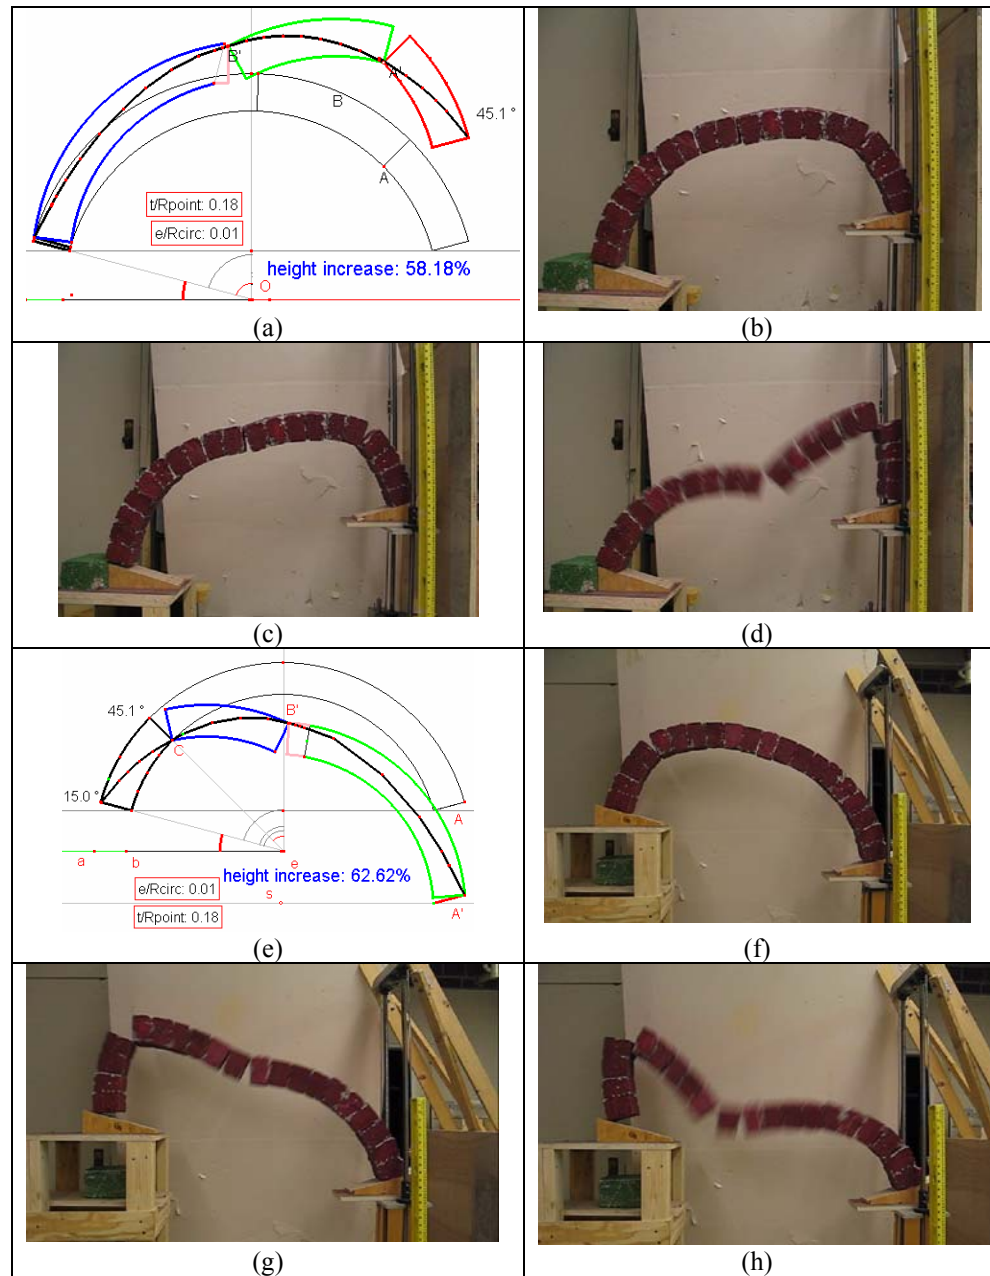 B'
A'
B
45.1 °
A
t/Rpoint: 0.18
e/Rcirc: 0.01
height increase: 58.18%
O
(a)
(b)
(c)
(d)
45.1 °
B'
C
15.0 °
A
a
b
e
e/Rcirc: 0.01
height increase: 62.62%
s
t/Rpoint: 0.18
A'
(e)
(f)
(g)
(h)